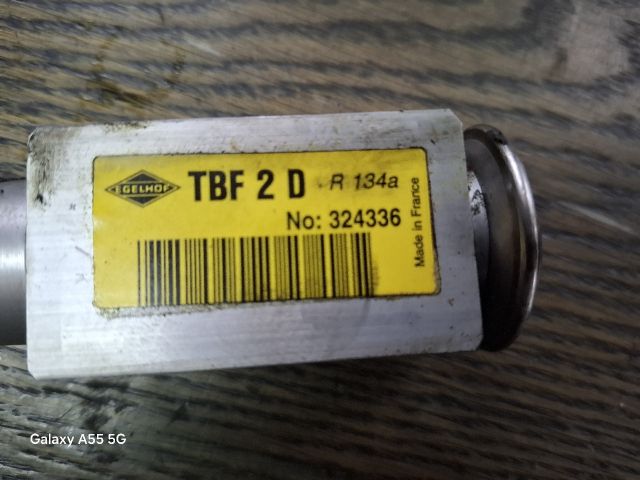 EGELHOF TBF 2 D R 134a
No: 324336
Made in France
Galaxy A55 5G